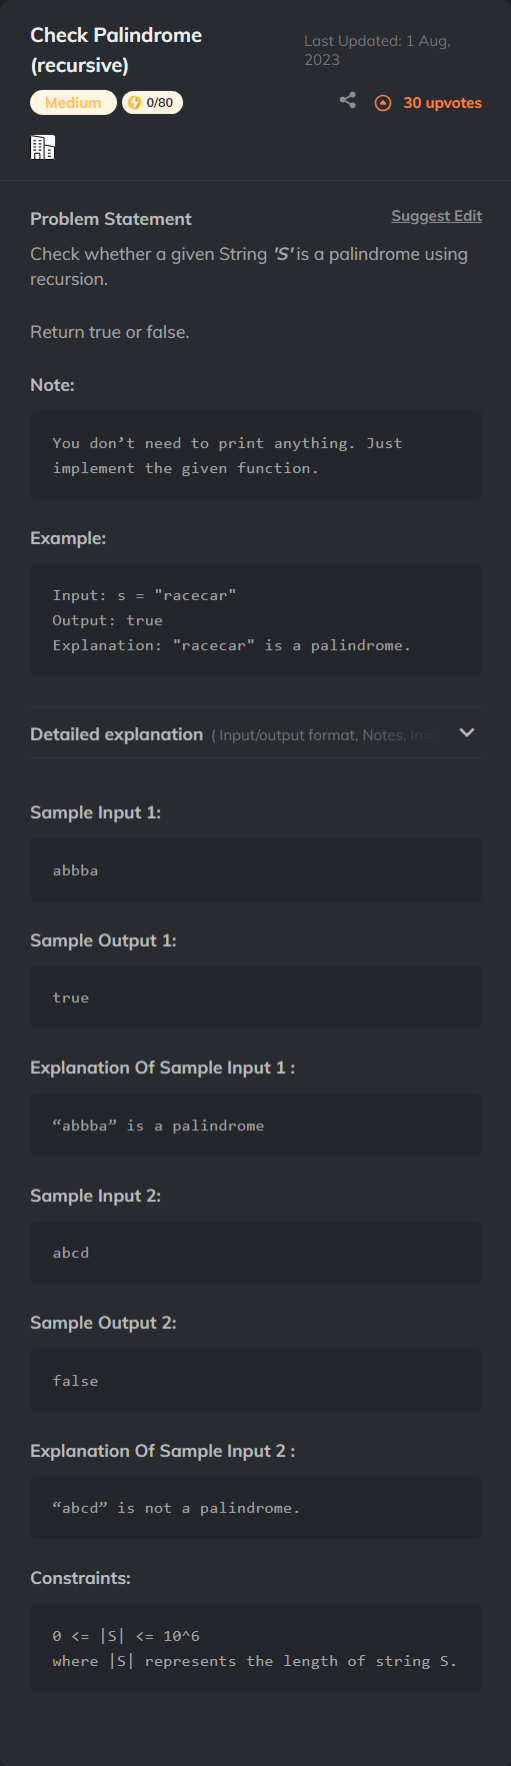 Check Palindrome
(recursive)
Last Updated: 1 Aug,
2023
Medium
0/80
30 upvotes
Problem Statement
Suggest Edit
Check whether a given String 'S' is a palindrome using
recursion.
Return true or false.
Note:
You don’t need to print anything. Just
implement the given function.
Example:
Input: s = "racecar"
Output: true
Explanation: "racecar" is a palindrome.
Detailed explanation ( Input/output format, Notes, Ima
Sample Input 1:
abbba
Sample Output 1:
true
Explanation Of Sample Input 1 :
“abbba” is a palindrome
Sample Input 2:
abcd
Sample Output 2:
false
Explanation Of Sample Input 2 :
“abcd” is not a palindrome.
Constraints:
0 <= |S| <= 10^6
where |S| represents the length of string S.